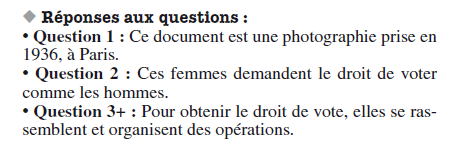 ◆ Réponses aux questions :
• Question 1 : Ce document est une photographie prise en
1936, à Paris.
• Question 2 : Ces femmes demandent le droit de voter
comme les hommes.
• Question 3+ : Pour obtenir le droit de vote, elles se ras-
semblent et organisent des opérations.